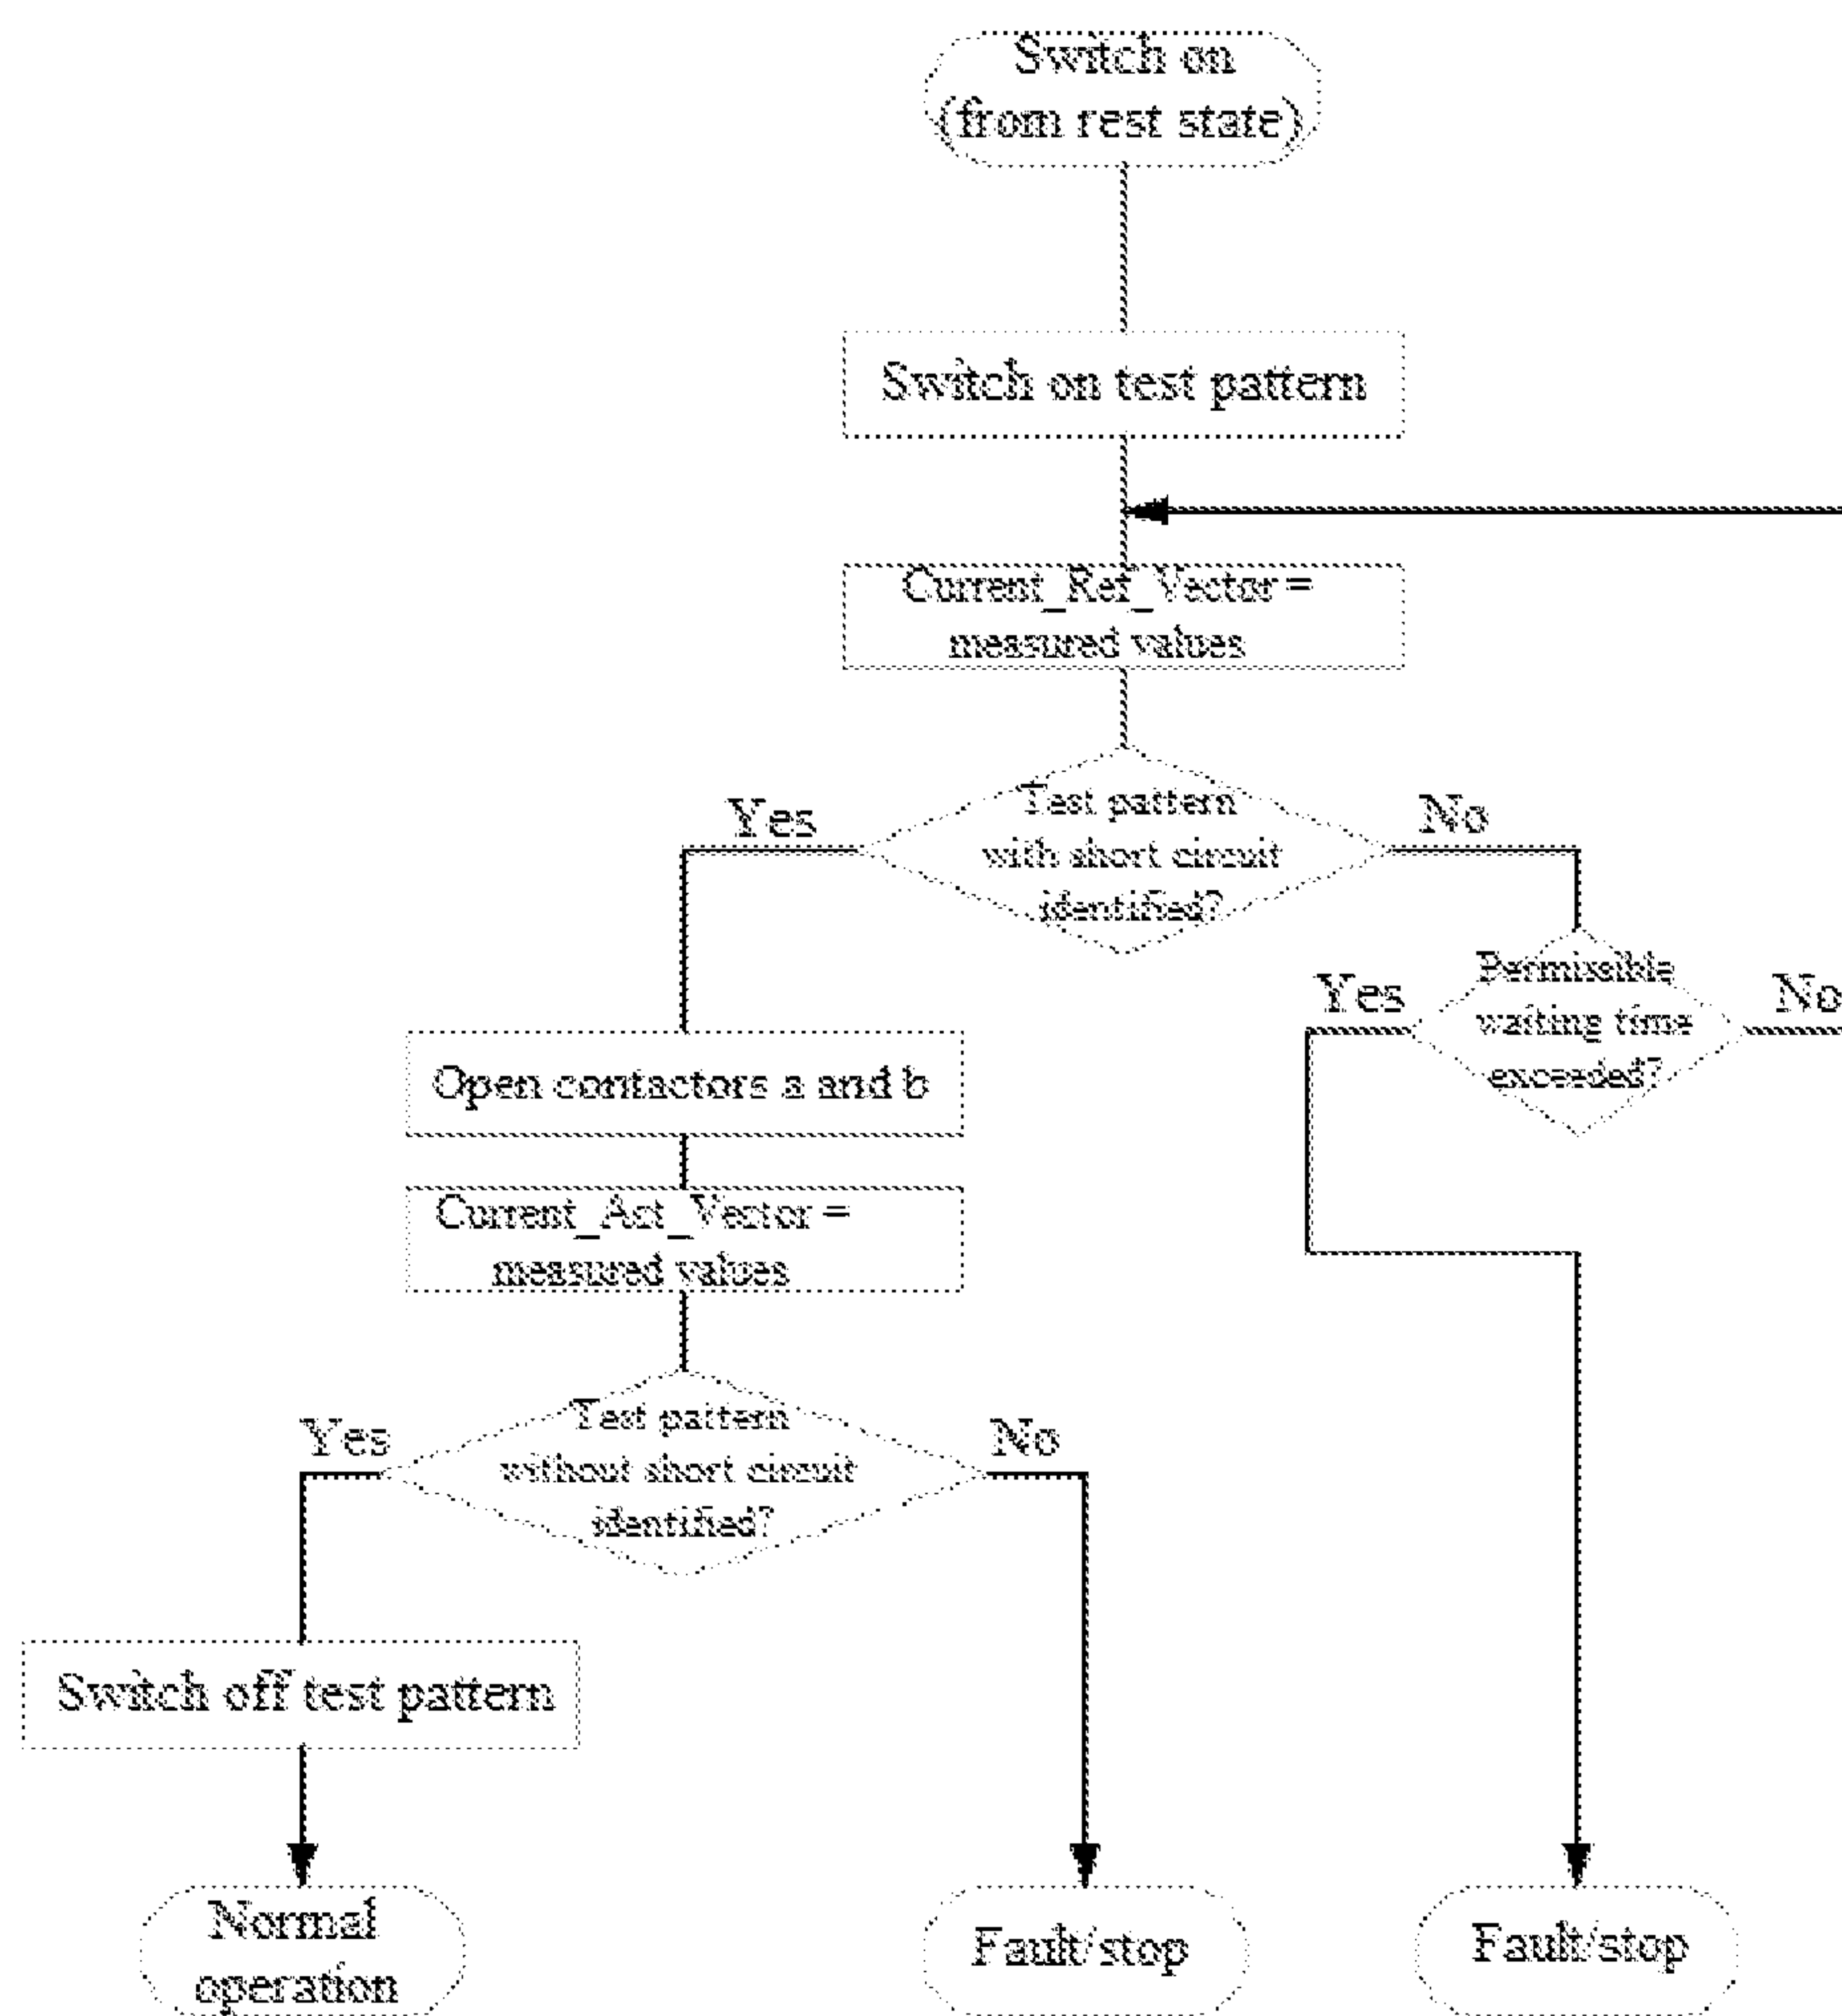 Switch on
(from rest state)
Switch on test pattern
Current_Ref_Vector =
measured values
Test pattern
with short circuit
identified?
Yes
No
Permissible
waiting time
exceeded?
Yes
No
Open contactors a and b
Current_Act_Vector =
measured values
Test pattern
without short circuit
identified?
Yes
No
Switch off test pattern
Normal
operation
Fault/stop
Fault/stop